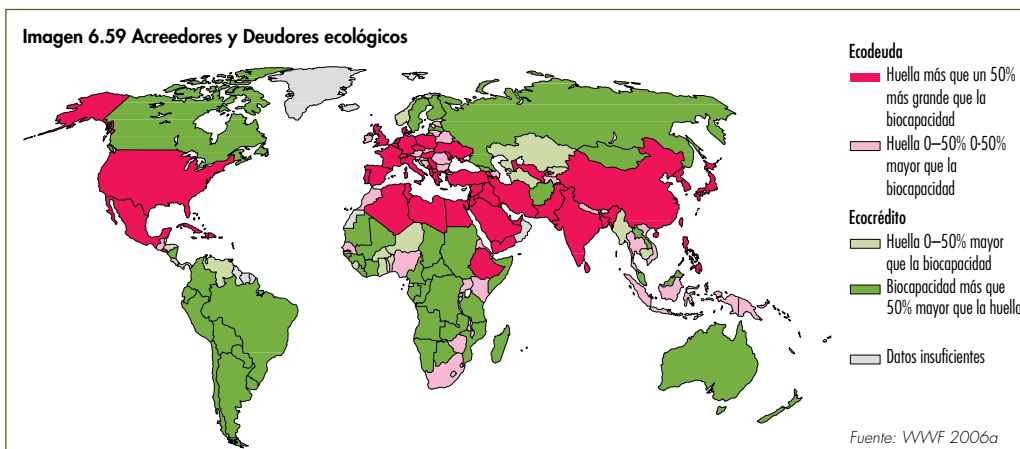 Imagen 6.59 Acreedores y Deudores ecológicos
Ecodeuda
Huella más que un 50%
más grande que la
biocapacidad
Huella 0–50% 0-50%
mayor que la
biocapacidad
Ecocrédito
Huella 0–50% mayor
que la biocapacidad
Biocapacidad más que
50% mayor que la huella
Datos insuficientes
Fuente: WWF 2006a